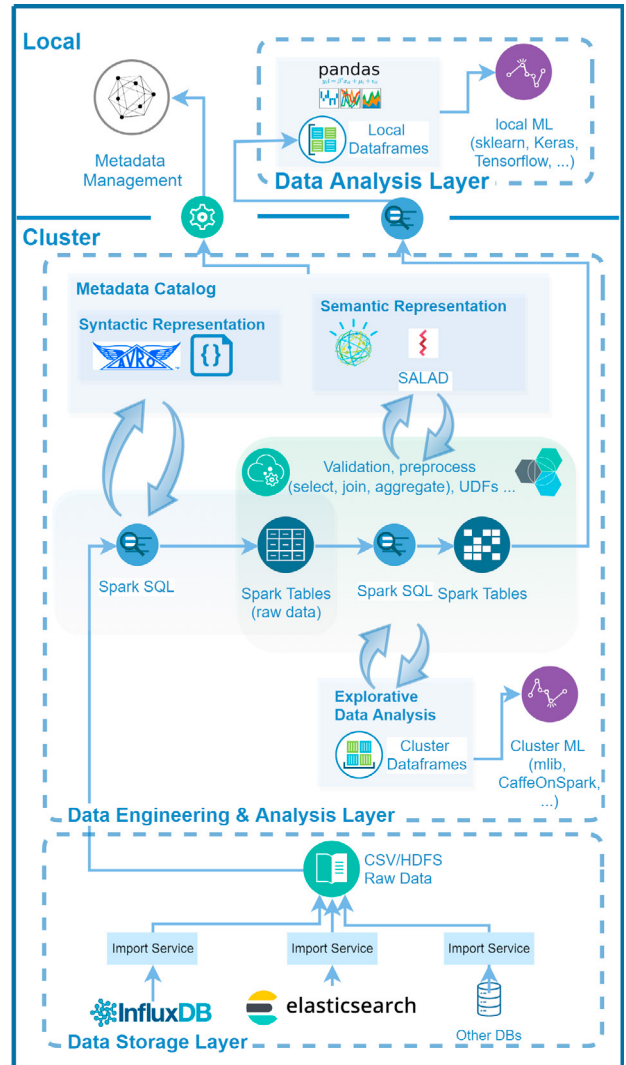 Local
pandas
Local
Dataframes
local ML
(sklearn, Keras,
Tensorflow, ...)
Metadata
Management
Data Analysis Layer
Cluster
Metadata Catalog
Syntactic Representation
AVRO
{}
Semantic Representation
SALAD
Validation, preprocess
(select, join, aggregate), UDFs ...
Spark SQL
Spark Tables
(raw data)
Spark SQL
Spark Tables
Explorative
Data Analysis
Cluster
Dataframes
Cluster ML
(mlib,
CaffeOnSpark,
...)
Data Engineering & Analysis Layer
CSV/HDFS
Raw Data
Import Service
Import Service
Import Service
InfluxDB
elasticsearch
Other DBs
Data Storage Layer